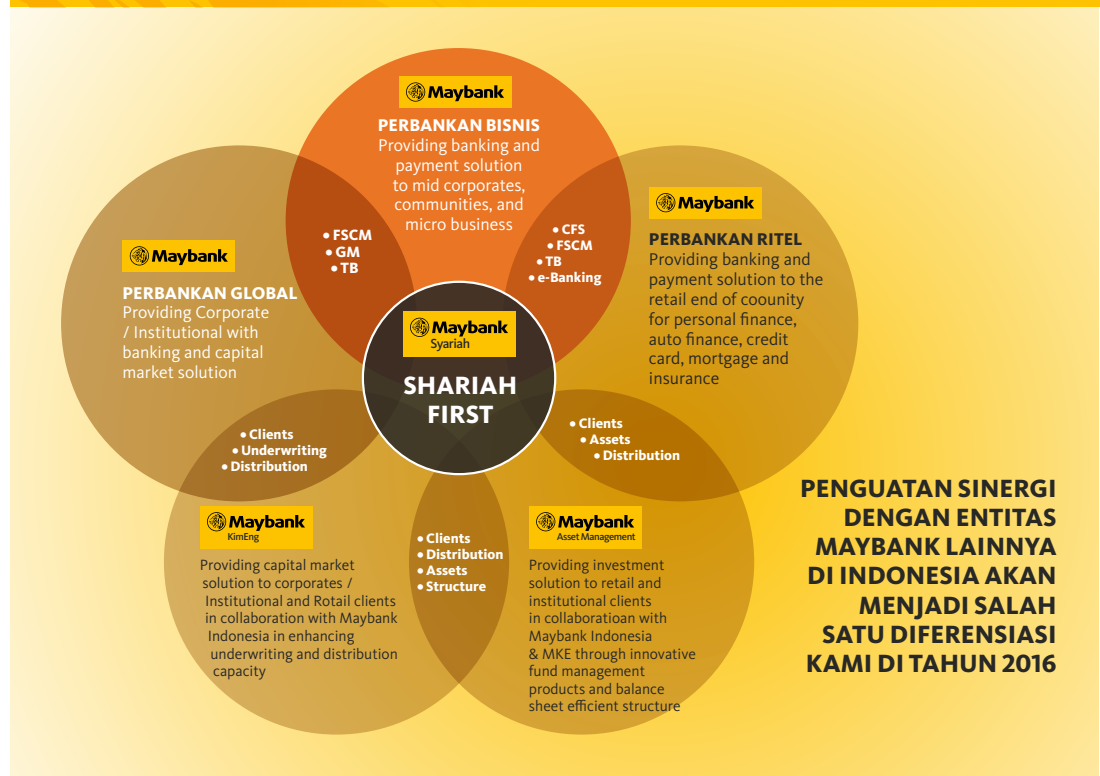 Maybank
PERBANKAN BISNIS
Providing banking and
payment solution
to mid corporates,
communities, and
micro business
• FSCM
• GM
• TB
• CFS
• FSCM
• TB
• e-Banking
Maybank
PERBANKAN GLOBAL
Providing Corporate
/ Institutional with
banking and capital
market solution
Maybank
PERBANKAN RITEL
Providing banking and
payment solution to the
retail end of coounity
for personal finance,
auto finance, credit
card, mortgage and
insurance
Maybank
Syariah
SHARIAH
FIRST
• Clients
• Underwriting
• Distribution
• Clients
• Assets
• Distribution
Maybank
KimEng
Providing capital market
solution to corporates /
Institutional and Rotail clients
in collaboration with Maybank
Indonesia in enhancing
underwriting and distribution
capacity
• Clients
• Distribution
• Assets
• Structure
Maybank
Asset Management
Providing investment
solution to retail and
institutional clients
in collaboratioan with
Maybank Indonesia
& MKE through innovative
fund management
products and balance
sheet efficient structure
PENGUATAN SINERGI
DENGAN ENTITAS
MAYBANK LAINNYA
DI INDONESIA AKAN
MENJADI SALAH
SATU DIFERENSIASI
KAMI DI TAHUN 2016